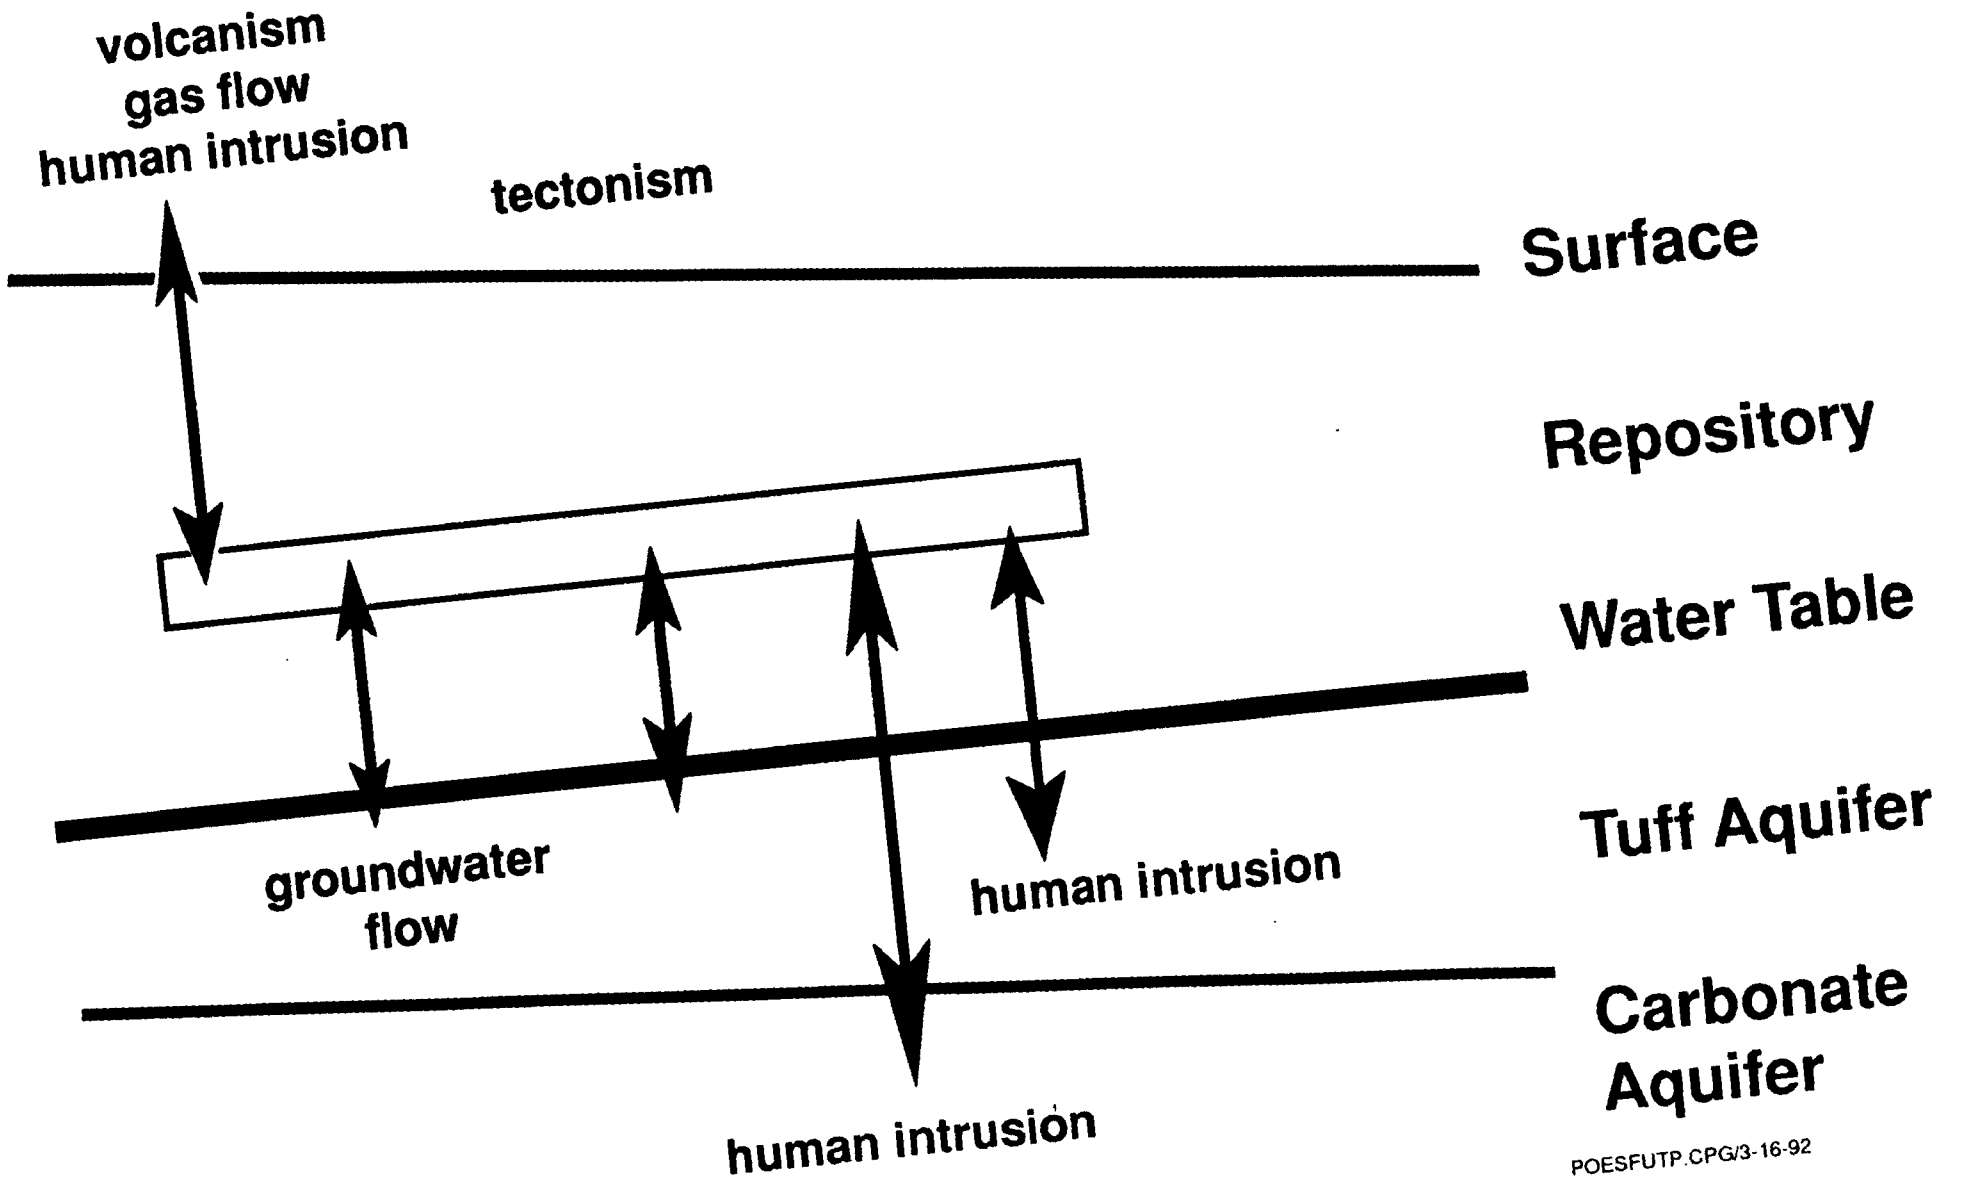 volcanism
gas flow
human intrusion
tectonism
Surface
Repository
Water Table
Tuff Aquifer
groundwater
flow
human intrusion
Carbonate
Aquifer
human intrusion
POESFUTP.CPG/3-16-92